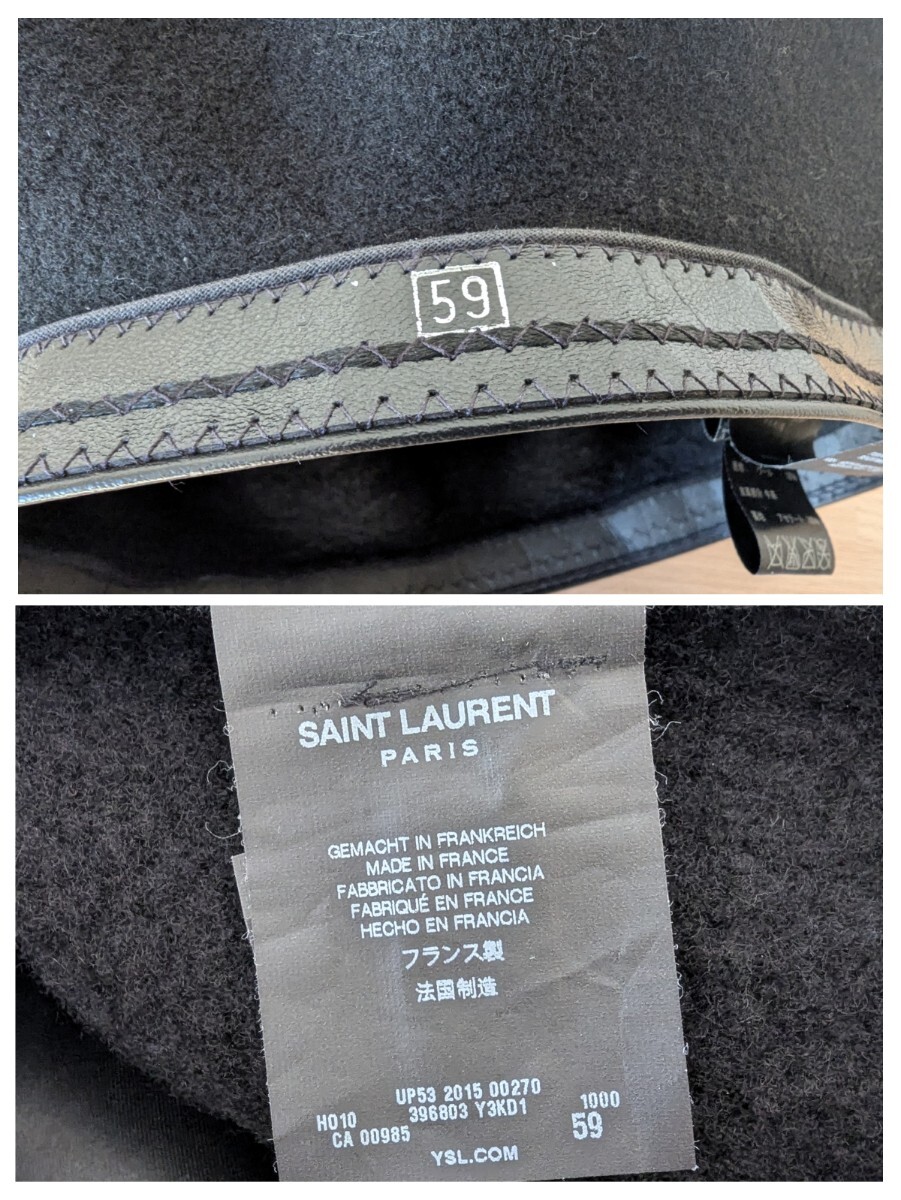 59
SAINT LAURENT
PARIS
GEMACHT IN FRANKREICH
MADE IN FRANCE
FABBRICATO IN FRANCIA
FABRIQUÉ EN FRANCE
HECHO EN FRANCIA
フランス製
法国制造
UP53 2015 00270
H010 396803 Y3KD1 1000
CA 00985 59
YSL.COM